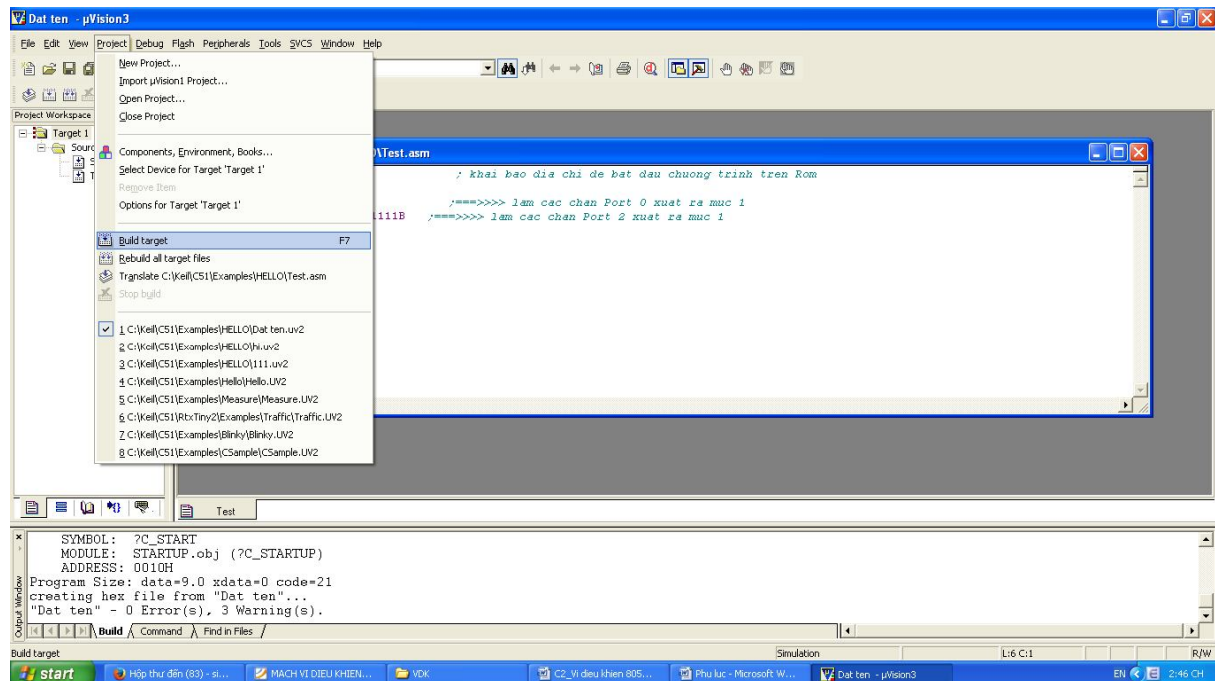 Dat ten - µVision3
File Edit View Project Debug Flash Peripherals Tools SVCS Window Help
New Project...
Import µVision1 Project...
Open Project...
Close Project
Components, Environment, Books...
Select Device for Target 'Target 1'
Remove Item
Options for Target 'Target 1'
Build target F7
Rebuild all target files
Translate C:\Keil\C51\Examples\HELLO\Test.asm
Stop build
1 C:\Keil\C51\Examples\HELLO\Dat ten.uv2
2 C:\Keil\C51\Examples\HELLO\hi.uv2
3 C:\Keil\C51\Examples\HELLO\111.uv2
4 C:\Keil\C51\Examples\Hello\Hello.UV2
5 C:\Keil\C51\Examples\Measure\Measure.UV2
6 C:\Keil\C51\RtxTiny2\Examples\Traffic\Traffic.UV2
7 C:\Keil\C51\Examples\Blinky\Blinky.UV2
8 C:\Keil\C51\Examples\CSample\CSample.UV2
Project Workspace
Target 1
Sourc
S
T
O\Test.asm
; khai bao dia chi de bat dau chuong trinh tren Rom
;===>>>> lam cac chan Port 0 xuat ra muc 1
1111B ;===>>>> lam cac chan Port 2 xuat ra muc 1
Test
SYMBOL: ?C_START
MODULE: STARTUP.obj (?C_STARTUP)
ADDRESS: 0010H
Program Size: data=9.0 xdata=0 code=21
creating hex file from "Dat ten"...
"Dat ten" - 0 Error(s), 3 Warning(s).
Output Window
Build Command Find in Files
Build target Simulation L:6 C:1 R/W
start Hộp thư đến (83) - si... MACH VI DIEU KHIEN... VDK C2_Vi dieu khien 805... Phu luc - Microsoft W... Dat ten - µVision3 EN 2:46 CH